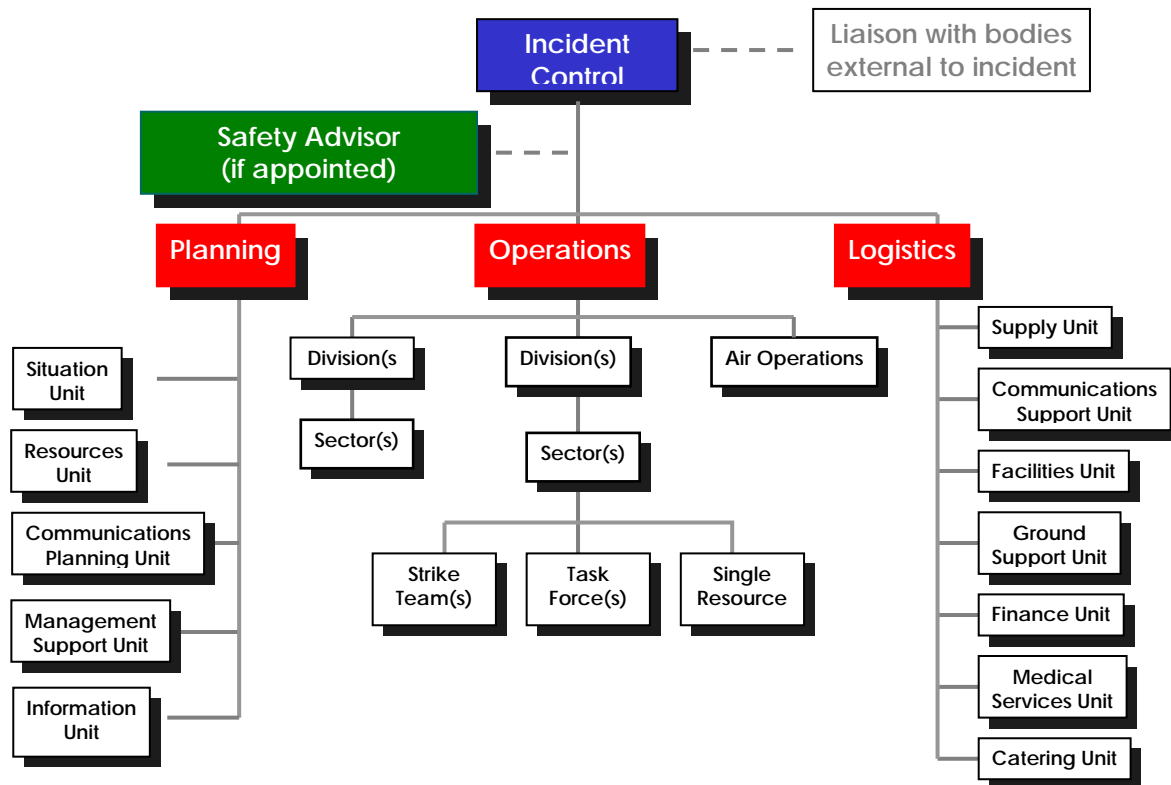 Incident
Control
Liaison with bodies
external to incident
Safety Advisor
(if appointed)
Planning
Operations
Logistics
Situation
Unit
Resources
Unit
Communications
Planning Unit
Management
Support Unit
Information
Unit
Division(s
Sector(s)
Division(s)
Sector(s)
Air Operations
Strike
Team(s)
Task
Force(s)
Single
Resource
Supply Unit
Communications
Support Unit
Facilities Unit
Ground
Support Unit
Finance Unit
Medical
Services Unit
Catering Unit